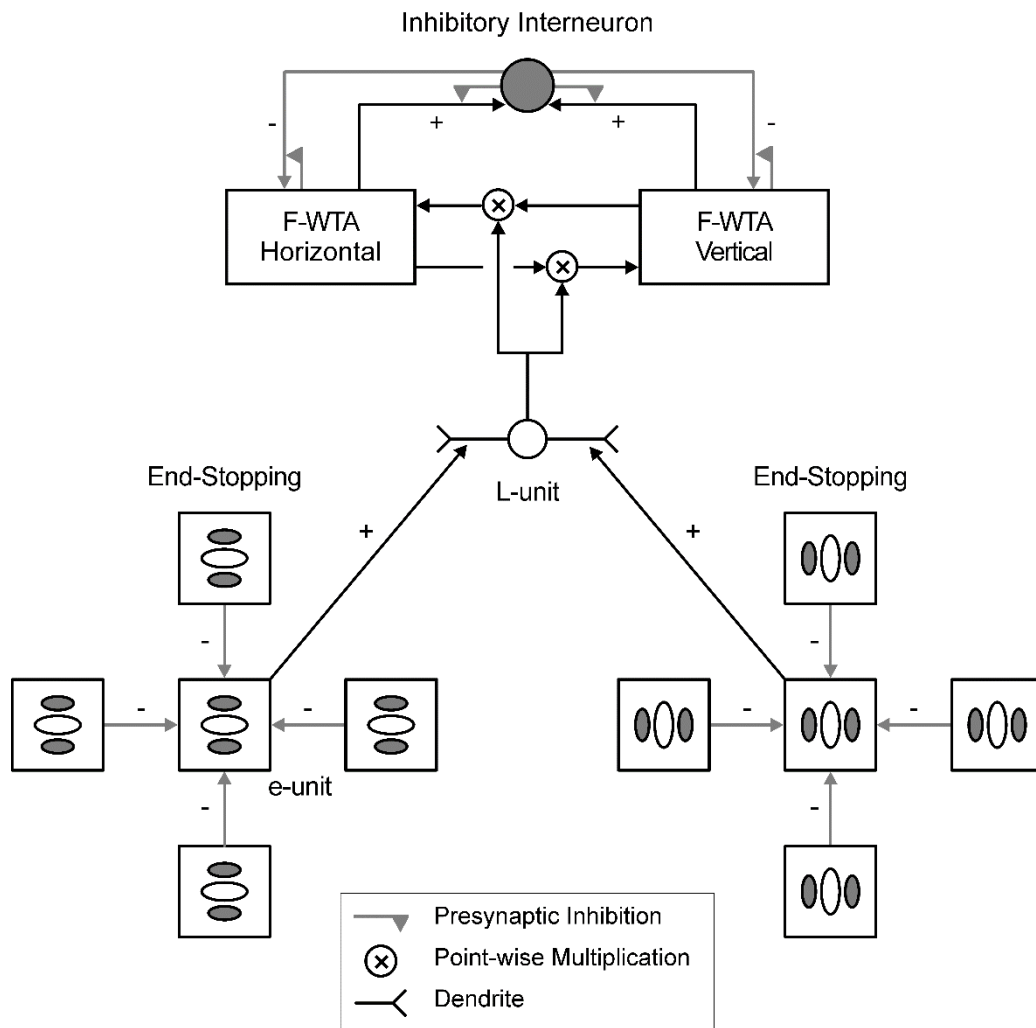 Inhibitory Interneuron
-
+
+
-
F-WTA
Horizontal
F-WTA
Vertical
End-Stopping
L-unit
End-Stopping
+
+
-
-
-
-
-
-
-
e-unit
-
Presynaptic Inhibition
Point-wise Multiplication
Dendrite